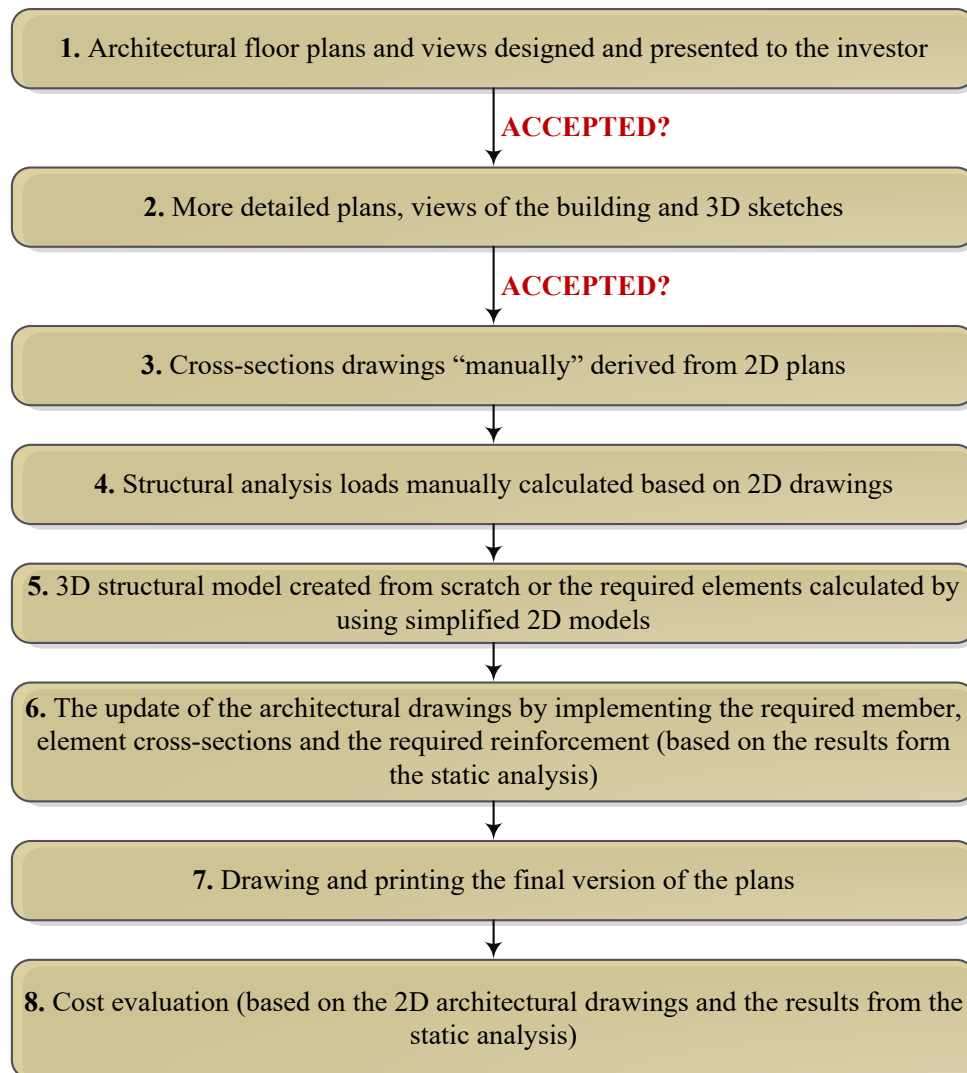 1. Architectural floor plans and views designed and presented to the investor
ACCEPTED?
2. More detailed plans, views of the building and 3D sketches
ACCEPTED?
3. Cross-sections drawings “manually” derived from 2D plans
4. Structural analysis loads manually calculated based on 2D drawings
5. 3D structural model created from scratch or the required elements calculated by
using simplified 2D models
6. The update of the architectural drawings by implementing the required member,
element cross-sections and the required reinforcement (based on the results form
the static analysis)
7. Drawing and printing the final version of the plans
8. Cost evaluation (based on the 2D architectural drawings and the results from the
static analysis)